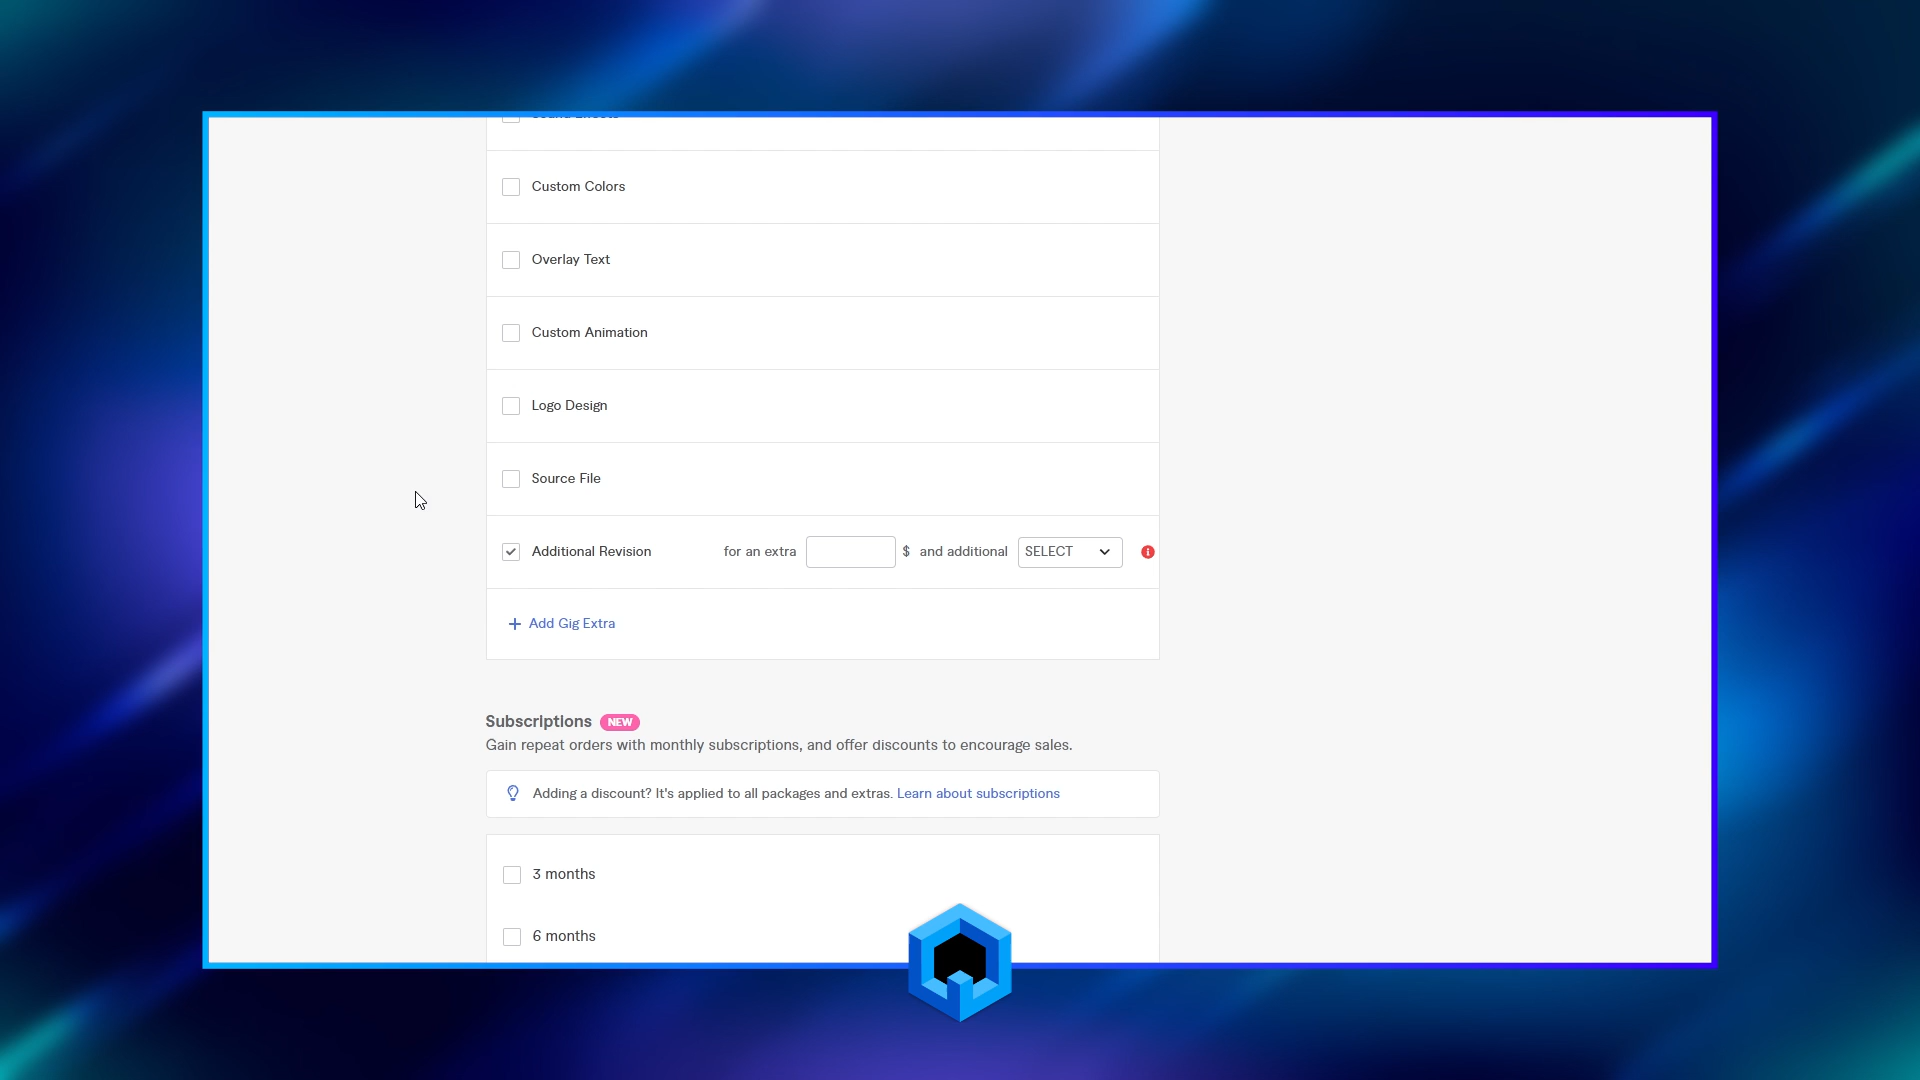 Custom Colors
Overlay Text
Custom Animation
Logo Design
Source File
Additional Revision for an extra $ and additional SELECT
+ Add Gig Extra
Subscriptions NEW
Gain repeat orders with monthly subscriptions, and offer discounts to encourage sales.
Adding a discount? It's applied to all packages and extras. Learn about subscriptions
3 months
6 months